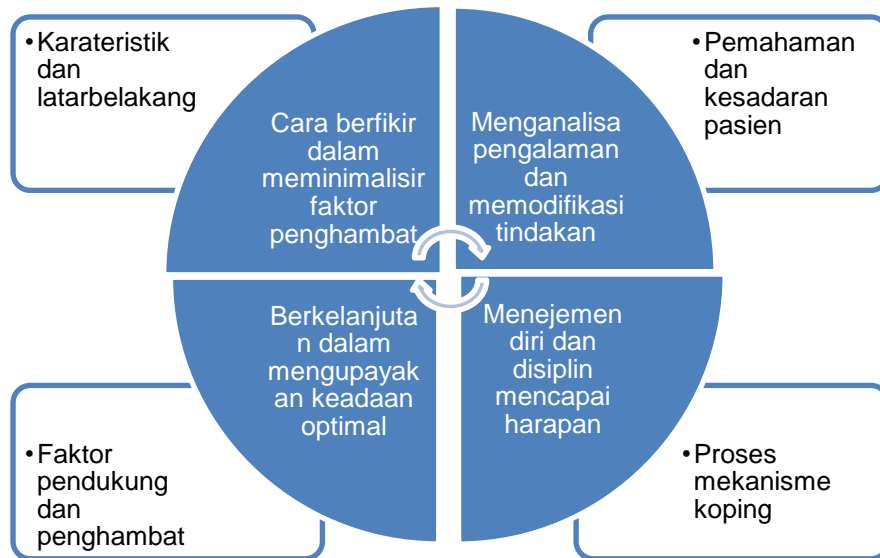 •Karateristik
dan
latarbelakang
•Pemahaman
dan
kesadaran
pasien
Cara berfikir
dalam
meminimalisir
faktor
penghambat
Menganalisa
pengalaman
dan
memodifikasi
tindakan
Berkelanjuta
n dalam
mengupayak
an keadaan
optimal
Menejemen
diri dan
disiplin
mencapai
harapan
•Faktor
pendukung
dan
penghambat
•Proses
mekanisme
koping